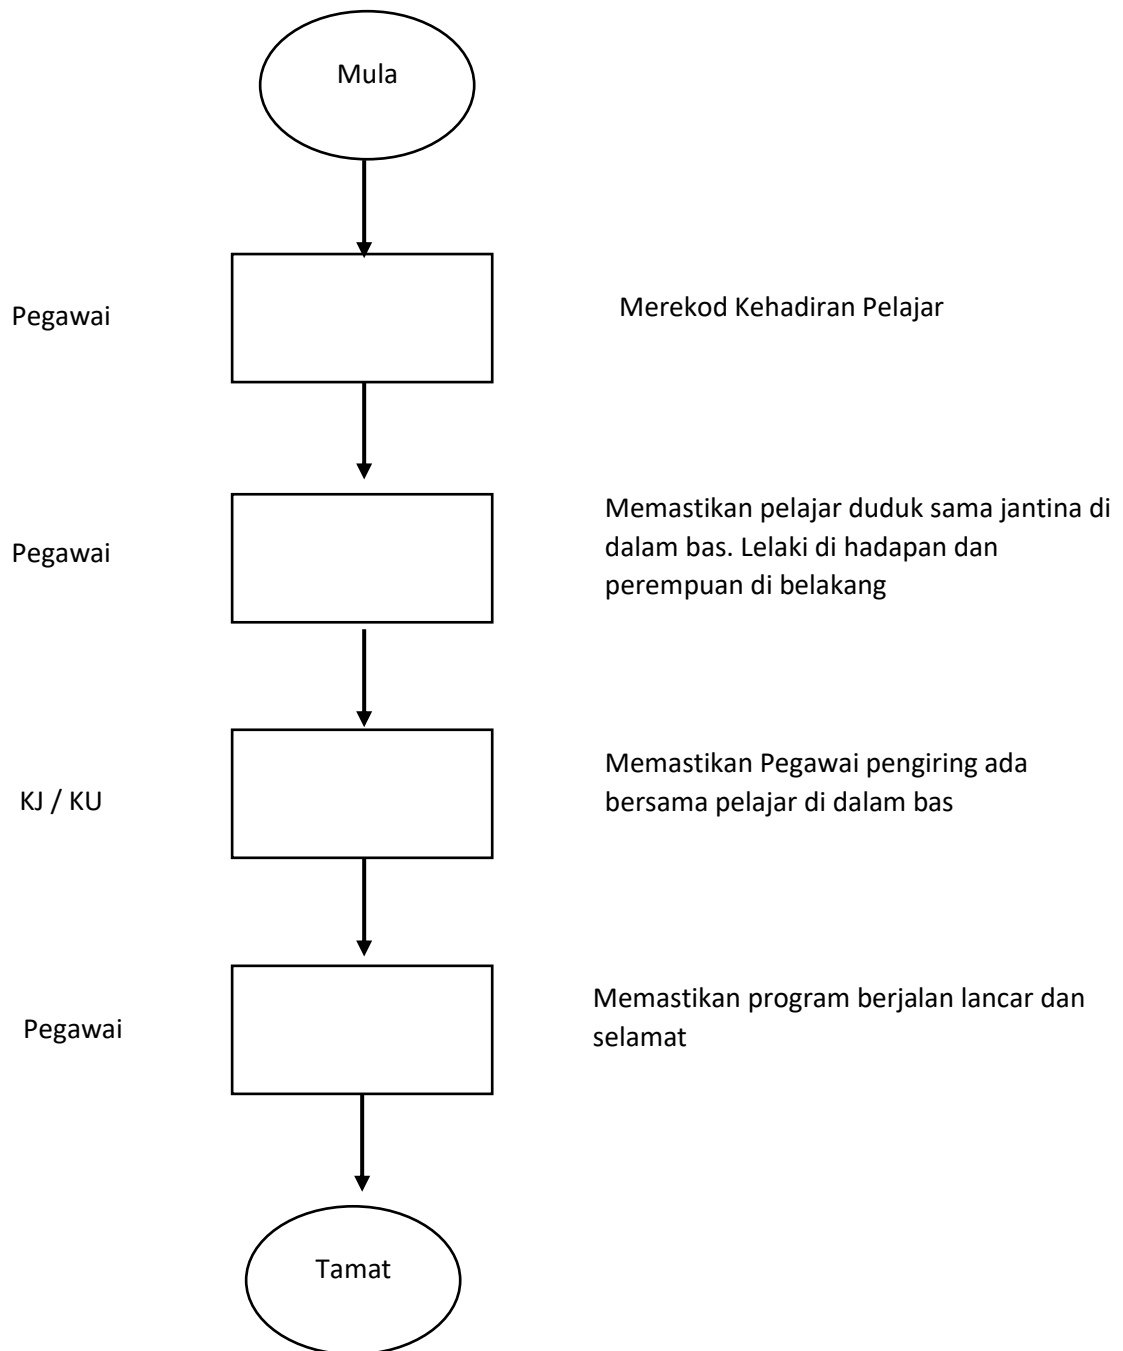 Mula
Pegawai
Merekod Kehadiran Pelajar
Pegawai
Memastikan pelajar duduk sama jantina di
dalam bas. Lelaki di hadapan dan
perempuan di belakang
KJ / KU
Memastikan Pegawai pengiring ada
bersama pelajar di dalam bas
Pegawai
Memastikan program berjalan lancar dan
selamat
Tamat